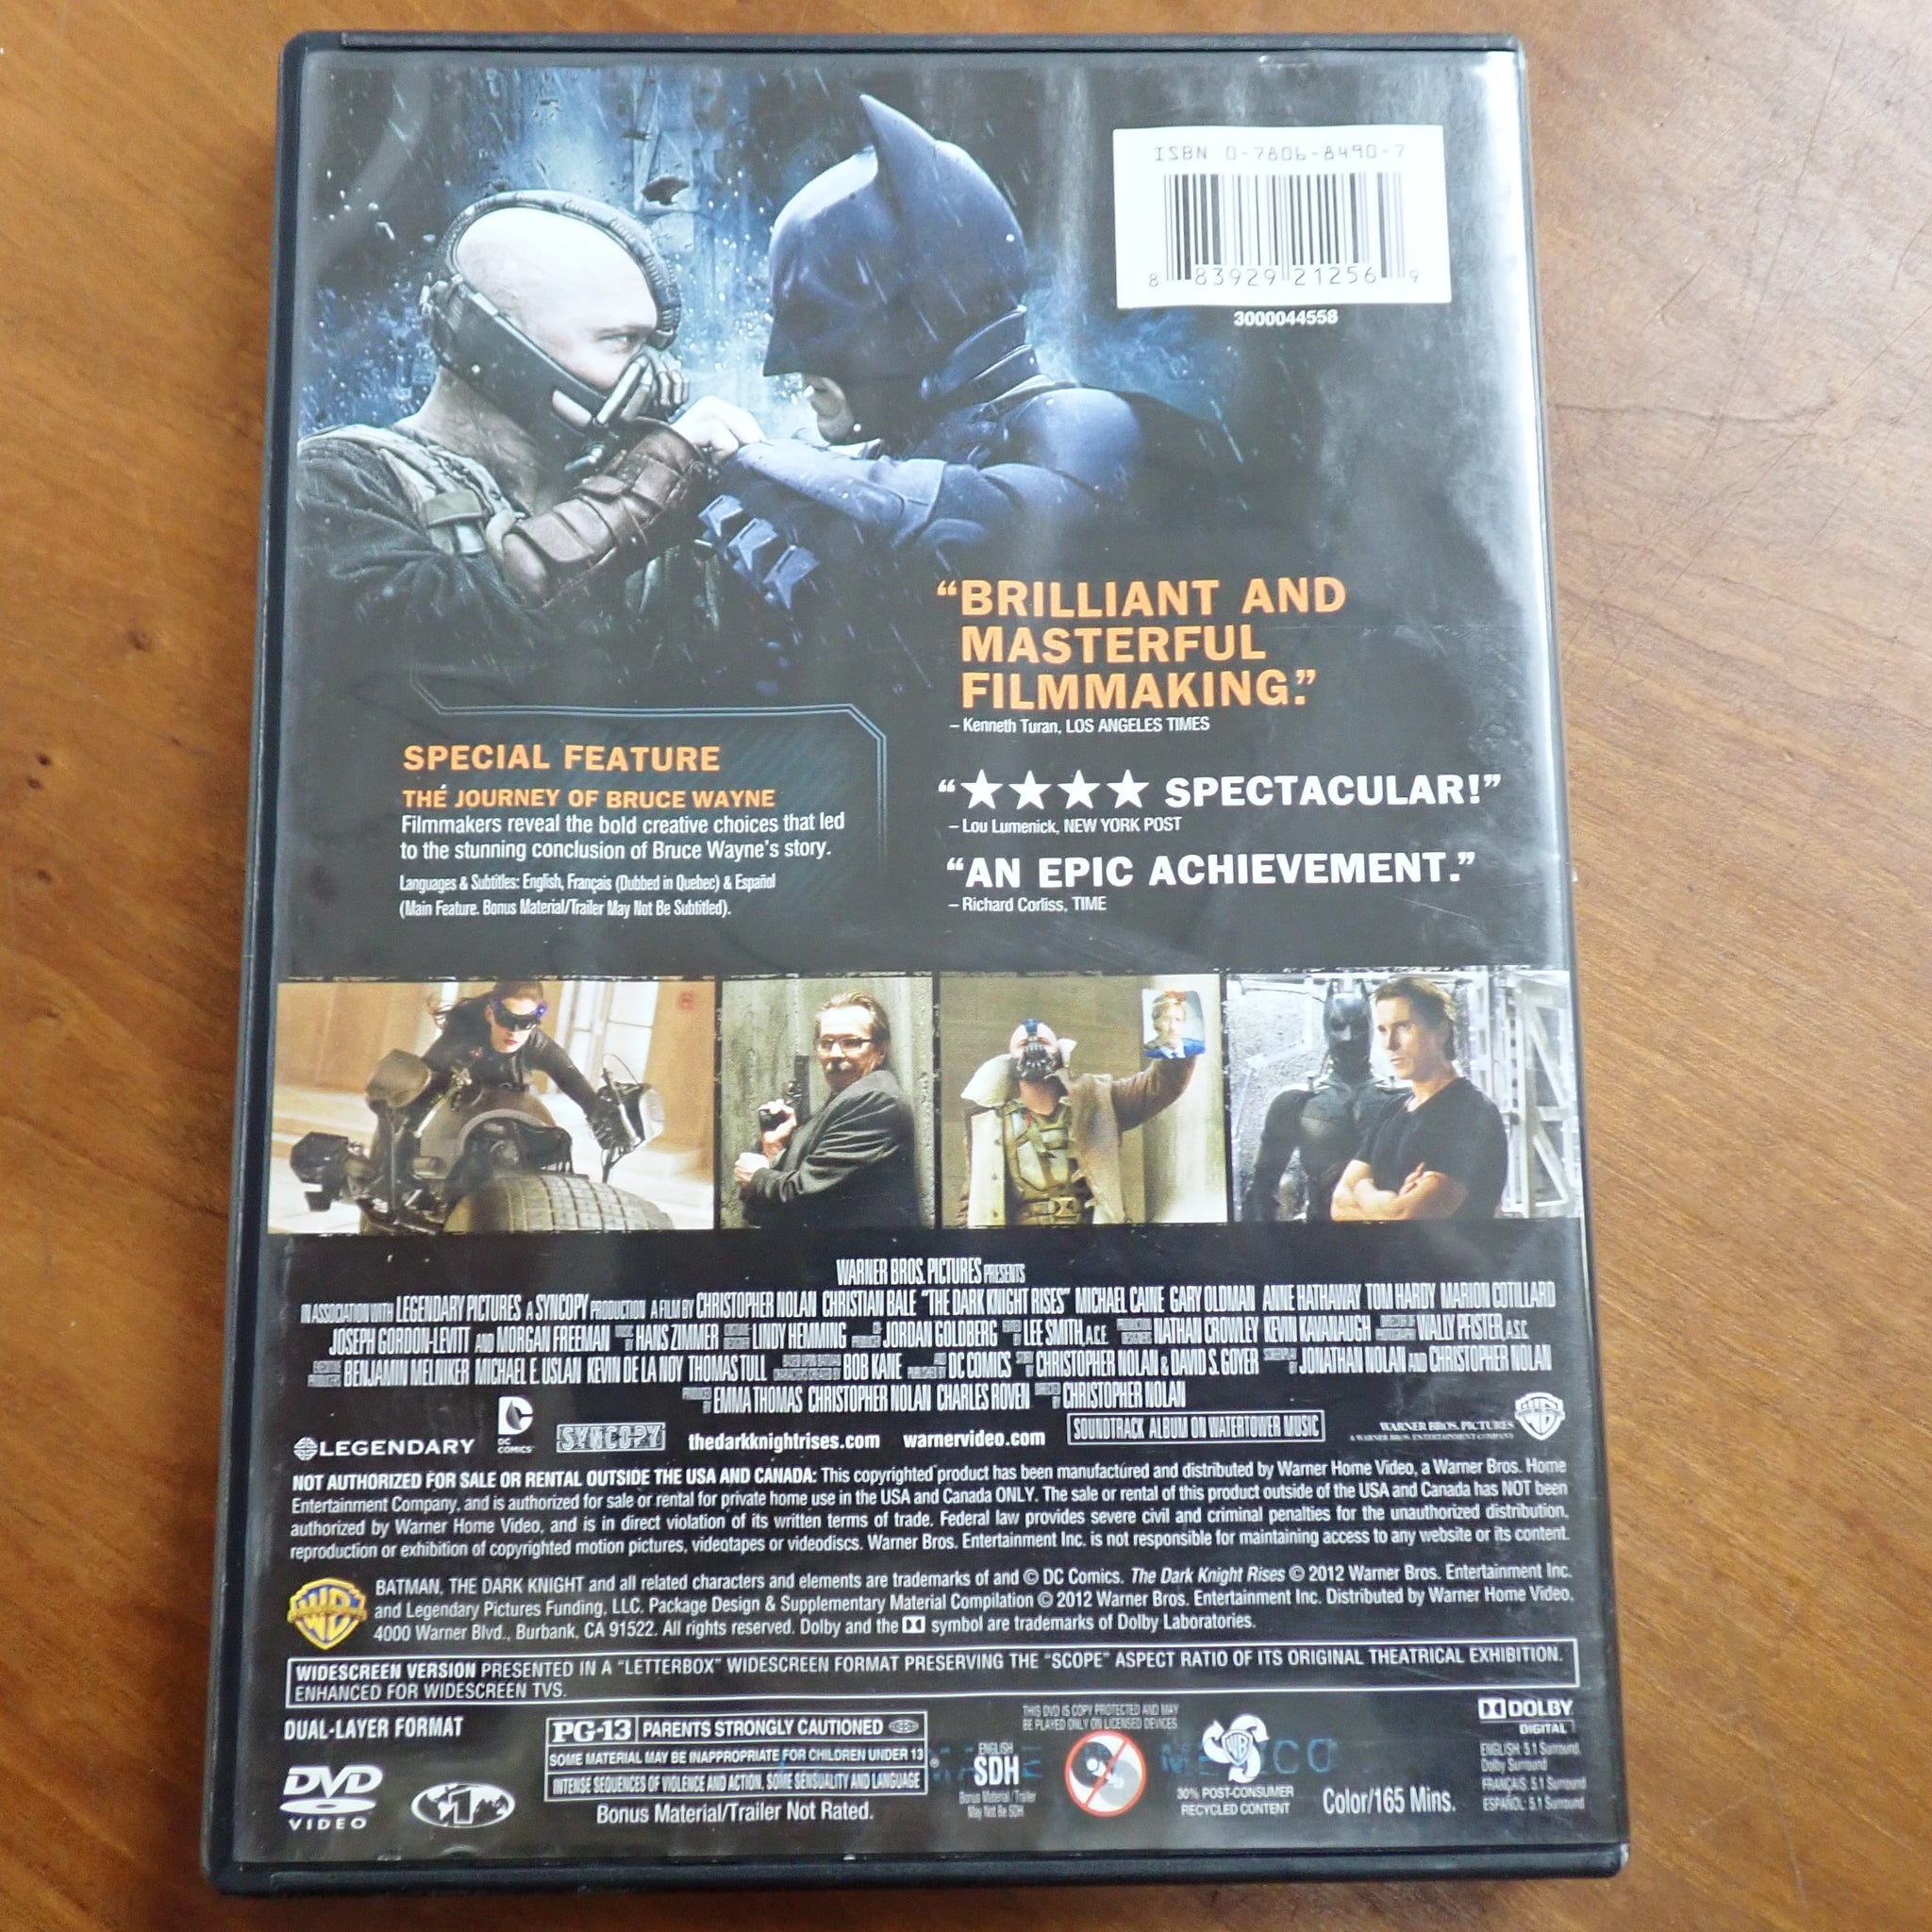 ISBN 0-7806-8490-7
8 83929 21256 9
3000044558
“BRILLIANT AND
MASTERFUL
FILMMAKING.”
– Kenneth Turan, LOS ANGELES TIMES
SPECIAL FEATURE
THE JOURNEY OF BRUCE WAYNE
Filmmakers reveal the bold creative choices that led
to the stunning conclusion of Bruce Wayne's story.
Languages & Subtitles: English, Français (Dubbed in Quebec) & Español
(Main Feature. Bonus Material/Trailer May Not Be Subtitled).
“★★★★ SPECTACULAR!”
– Lou Lumenick, NEW YORK POST
“AN EPIC ACHIEVEMENT.”
– Richard Corliss, TIME
WARNER BROS. PICTURES PRESENTS
IN ASSOCIATION WITH LEGENDARY PICTURES A SYNCOPY PRODUCTION A FILM BY CHRISTOPHER NOLAN CHRISTIAN BALE "THE DARK KNIGHT RISES" MICHAEL CAINE GARY OLDMAN ANNE HATHAWAY TOM HARDY MARION COTILLARD
JOSEPH GORDON-LEVITT AND MORGAN FREEMAN HANS ZIMMER LINDY HEMMING JORDAN GOLDBERG LEE SMITH, A.C.E. NATHAN CROWLEY KEVIN KAVANAUGH WALLY PFISTER, A.S.C.
BENJAMIN MELNIKER MICHAEL E. USLAN KEVIN DE LA NOY THOMAS TULL BOB KANE DC COMICS CHRISTOPHER NOLAN & DAVID S. GOYER JONATHAN NOLAN AND CHRISTOPHER NOLAN
EMMA THOMAS CHRISTOPHER NOLAN CHARLES ROVEN CHRISTOPHER NOLAN
LEGENDARY DC COMICS SYNCOPY thedarkknightrises.com warnervideo.com SOUNDTRACK ALBUM ON WATERTOWER MUSIC WARNER BROS. PICTURES
A WARNER BROS. ENTERTAINMENT COMPANY
NOT AUTHORIZED FOR SALE OR RENTAL OUTSIDE THE USA AND CANADA: This copyrighted product has been manufactured and distributed by Warner Home Video, a Warner Bros. Home
Entertainment Company, and is authorized for sale or rental for private home use in the USA and Canada ONLY. The sale or rental of this product outside of the USA and Canada has NOT been
authorized by Warner Home Video, and is in direct violation of its written terms of trade. Federal law provides severe civil and criminal penalties for the unauthorized distribution,
reproduction or exhibition of copyrighted motion pictures, videotapes or videodiscs. Warner Bros. Entertainment Inc. is not responsible for maintaining access to any website or its content.
BATMAN, THE DARK KNIGHT and all related characters and elements are trademarks of and © DC Comics. The Dark Knight Rises © 2012 Warner Bros. Entertainment Inc.
and Legendary Pictures Funding, LLC. Package Design & Supplementary Material Compilation © 2012 Warner Bros. Entertainment Inc. Distributed by Warner Home Video,
4000 Warner Blvd., Burbank, CA 91522. All rights reserved. Dolby and the symbol are trademarks of Dolby Laboratories.
WIDESCREEN VERSION PRESENTED IN A “LETTERBOX” WIDESCREEN FORMAT PRESERVING THE “SCOPE” ASPECT RATIO OF ITS ORIGINAL THEATRICAL EXHIBITION.
ENHANCED FOR WIDESCREEN TVS.
DUAL-LAYER FORMAT
DVD
VIDEO
1
PG-13 PARENTS STRONGLY CAUTIONED
SOME MATERIAL MAY BE INAPPROPRIATE FOR CHILDREN UNDER 13
INTENSE SEQUENCES OF VIOLENCE AND ACTION, SOME SENSUALITY AND LANGUAGE
Bonus Material/Trailer Not Rated.
ENGLISH
SDH
Bonus Material/Trailer
May Not Be SDH
THIS DVD IS COPY PROTECTED AND MAY
BE PLAYED ONLY ON LICENSED DEVICES.
30% POST-CONSUMER
RECYCLED CONTENT
Color/165 Mins.
DOLBY
DIGITAL
ENGLISH: 5.1 Surround
Dolby Surround
FRANÇAIS: 5.1 Surround
ESPAÑOL: 5.1 Surround